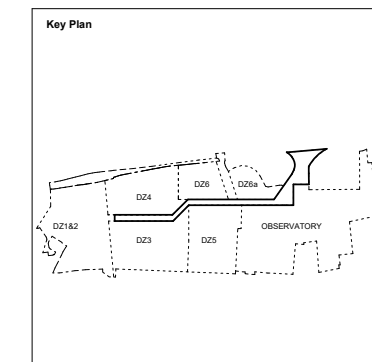 Key Plan
DZ6
DZ6a
DZ4
DZ1&2
DZ3
DZ5
OBSERVATORY